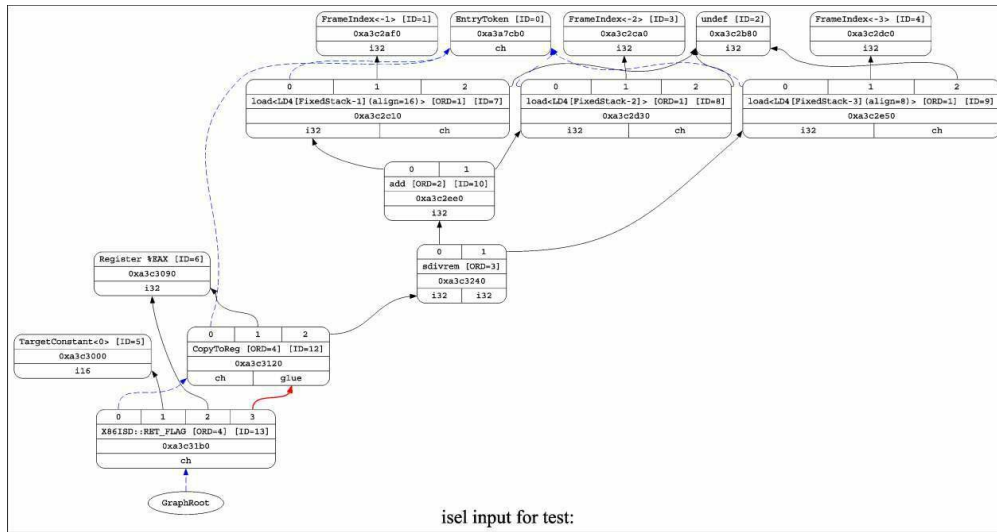 FrameIndex<-1> [ID=1]
0xa3c2af0
i32
EntryToken [ID=0]
0xa3a7cb0
ch
FrameIndex<-2> [ID=3]
0xa3c2ca0
i32
undef [ID=2]
0xa3c2b80
i32
FrameIndex<-3> [ID=4]
0xa3c2dc0
i32
0 1 2
load<LD4[FixedStack-1](align=16)> [ORD=1] [ID=7]
0xa3c2c10
i32 ch
0 1 2
load<LD4[FixedStack-2]> [ORD=1] [ID=8]
0xa3c2d30
i32 ch
0 1 2
load<LD4[FixedStack-3](align=8)> [ORD=1] [ID=9]
0xa3c2e50
i32 ch
0 1
add [ORD=2] [ID=10]
0xa3c2ee0
i32
0 1
sdivrem [ORD=3]
0xa3c3240
i32 i32
Register %EAX [ID=6]
0xa3c3090
i32
TargetConstant<0> [ID=5]
0xa3c3000
i16
0 1 2
CopyToReg [ORD=4] [ID=12]
0xa3c3120
ch glue
0 1 2 3
X86ISD::RET_FLAG [ORD=4] [ID=13]
0xa3c31b0
ch
GraphRoot
isel input for test: